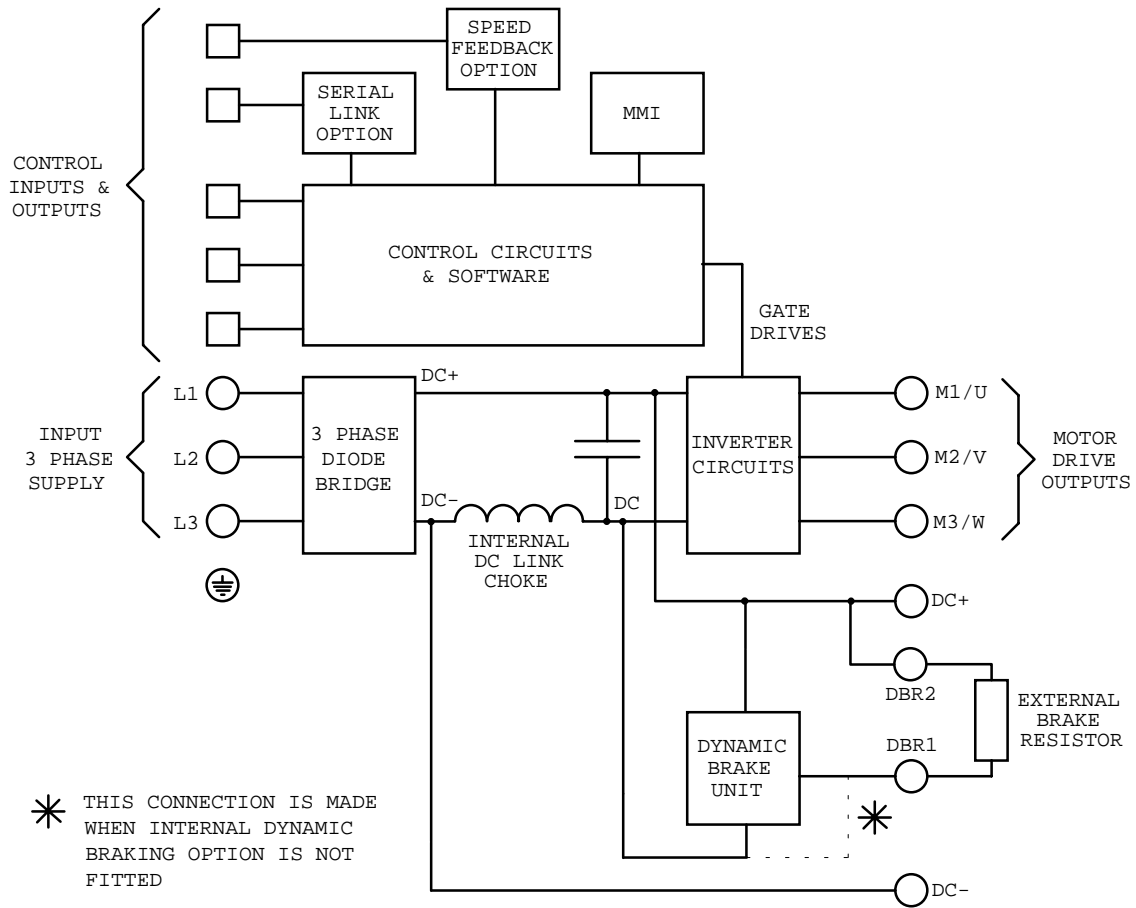 SPEED
FEEDBACK
OPTION
SERIAL
LINK
OPTION
MMI
CONTROL
INPUTS &
OUTPUTS
CONTROL CIRCUITS
& SOFTWARE
GATE
DRIVES
INPUT
3 PHASE
SUPPLY
L1
L2
L3
3 PHASE
DIODE
BRIDGE
DC+
DC-
INTERNAL
DC LINK
CHOKE
DC
INVERTER
CIRCUITS
M1/U
M2/V
M3/W
MOTOR
DRIVE
OUTPUTS
DC+
DBR2
DBR1
EXTERNAL
BRAKE
RESISTOR
DYNAMIC
BRAKE
UNIT
THIS CONNECTION IS MADE
WHEN INTERNAL DYNAMIC
BRAKING OPTION IS NOT
FITTED
DC-